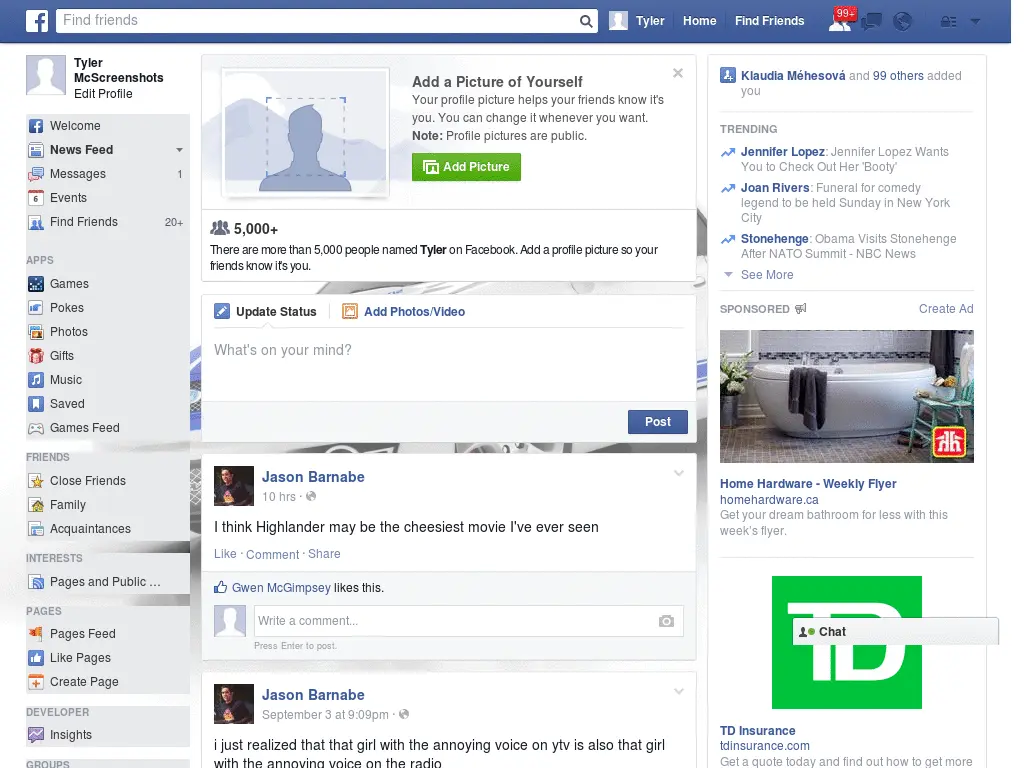 Find friends
Tyler
Home
Find Friends
99+
Tyler
McScreenshots
Edit Profile
Welcome
News Feed
Messages
1
Events
6
Find Friends
20+
APPS
Games
Pokes
Photos
Gifts
Music
Saved
Games Feed
FRIENDS
Close Friends
Family
Acquaintances
INTERESTS
Pages and Public ...
PAGES
Pages Feed
Like Pages
Create Page
DEVELOPER
Insights
GROUPS
Add a Picture of Yourself
Your profile picture helps your friends know it's
you. You can change it whenever you want.
Note: Profile pictures are public.
Add Picture
5,000+
There are more than 5,000 people named Tyler on Facebook. Add a profile picture so your
friends know it's you.
Update Status
Add Photos/Video
What's on your mind?
Post
Jason Barnabe
10 hrs ·
I think Highlander may be the cheesiest movie I've ever seen
Like · Comment · Share
Gwen McGimpsey likes this.
Write a comment...
Press Enter to post.
Jason Barnabe
September 3 at 9:09pm ·
i just realized that that girl with the annoying voice on ytv is also that girl
with the annoying voice on the radio
Klaudia Méhesová and 99 others added
you
TRENDING
Jennifer Lopez: Jennifer Lopez Wants
You to Check Out Her 'Booty'
Joan Rivers: Funeral for comedy
legend to be held Sunday in New York
City
Stonehenge: Obama Visits Stonehenge
After NATO Summit - NBC News
See More
SPONSORED
Create Ad
Home Hardware - Weekly Flyer
homehardware.ca
Get your dream bathroom for less with this
week's flyer.
TD
Chat
TD Insurance
tdinsurance.com
Get a quote today and find out how to get more